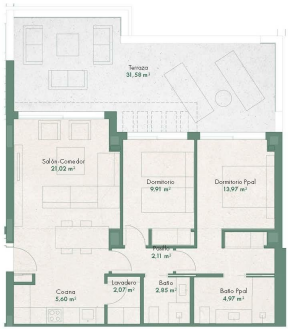 Terraza
31,58 m²
Salón-Comedor
21,02 m²
Dormitorio
9,91 m²
Dormitorio Ppal
13,97 m²
Pasillo
2,11 m²
Cocina
5,60 m²
Lavadero
2,07 m²
Baño
2,85 m²
Baño Ppal
4,97 m²